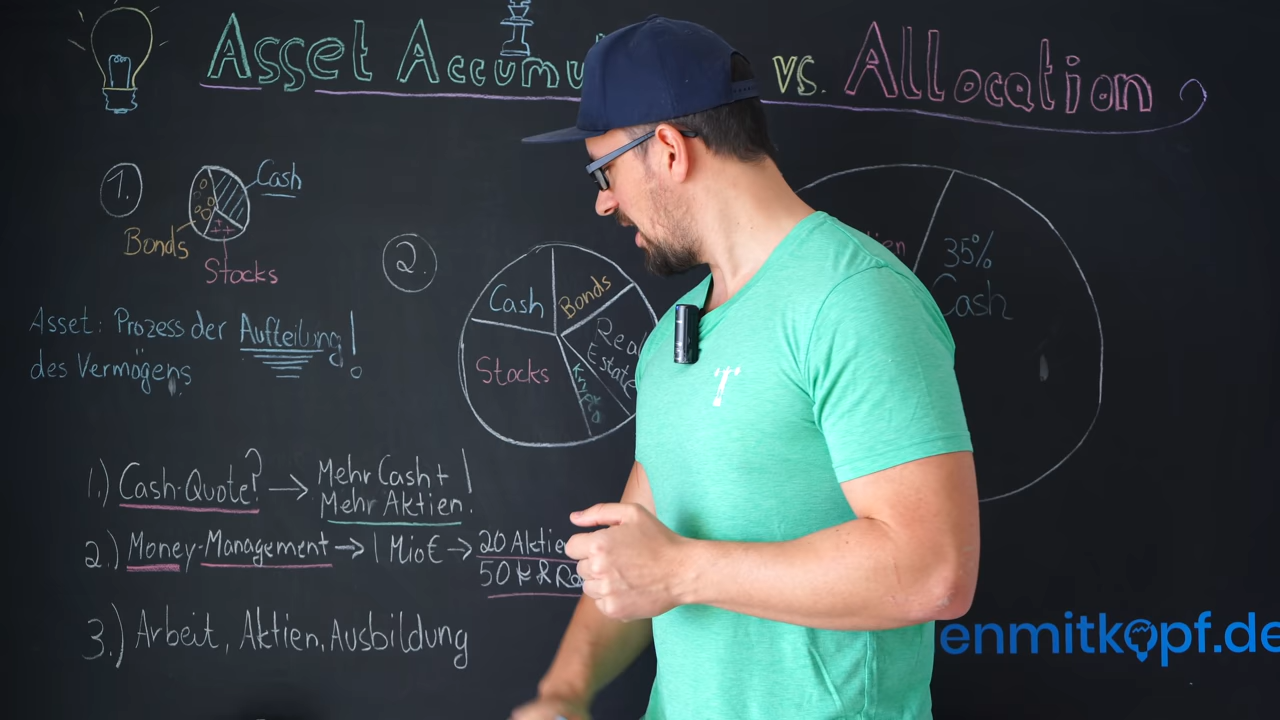 Asset Accumu vs. Allocation
1.
Cash
Bonds
Stocks
Asset: Prozess der Aufteilung!
des Vermögens
2.
Cash
Bonds
Real
Estate
Stocks
Krypto
35%
Cash
1.) Cash-Quote? → Mehr Cash +
Mehr Aktien!
2.) Money-Management → 1 Mio€ → 20 Aktie
50 k
3.) Arbeit, Aktien, Ausbildung
enmitkopf.de
T